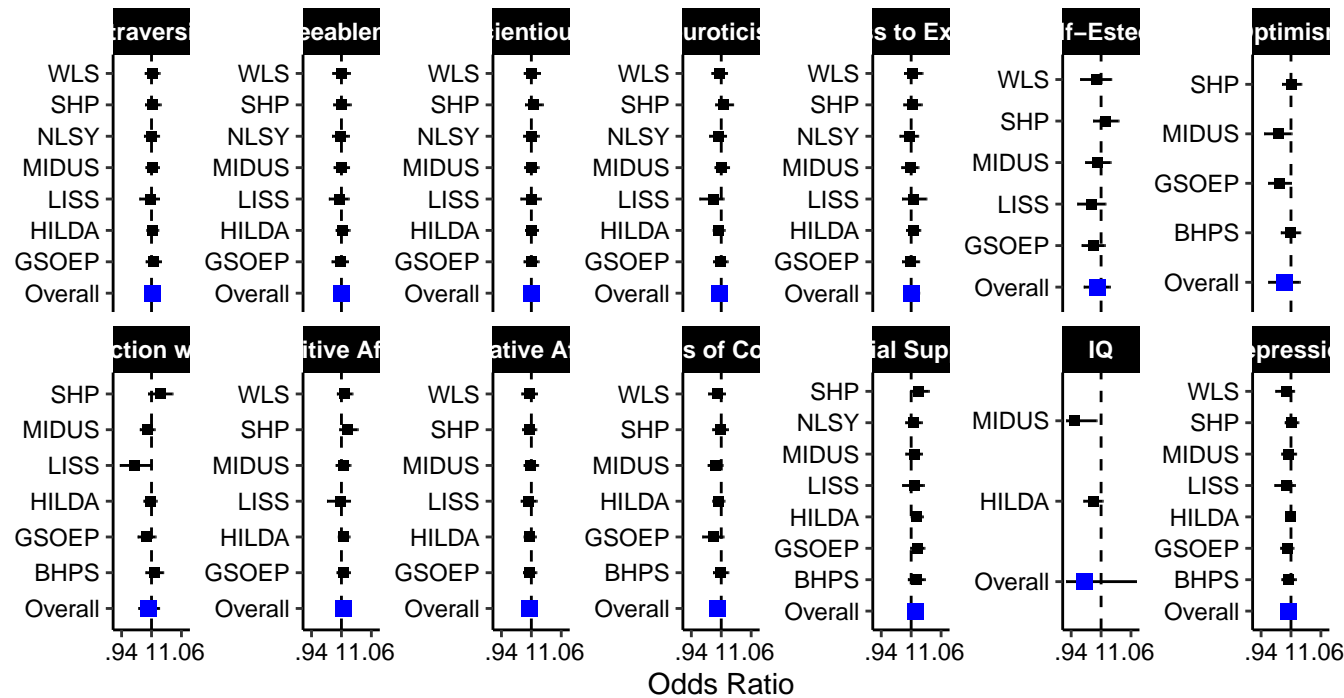 traversi
eeablen
cientiou
uroticis
ss to Ex
lf−Estee
ptimism
WLS
SHP
NLSY
MIDUS
LISS
HILDA
GSOEP
Overall
WLS
SHP
NLSY
MIDUS
LISS
HILDA
GSOEP
Overall
WLS
SHP
NLSY
MIDUS
LISS
HILDA
GSOEP
Overall
WLS
SHP
NLSY
MIDUS
LISS
HILDA
GSOEP
Overall
WLS
SHP
NLSY
MIDUS
LISS
HILDA
GSOEP
Overall
WLS
SHP
MIDUS
LISS
GSOEP
Overall
SHP
MIDUS
GSOEP
BHPS
Overall
ction w
itive Af
ative Af
s of Co
ial Sup
IQ
epressio
SHP
MIDUS
LISS
HILDA
GSOEP
BHPS
Overall
WLS
SHP
MIDUS
LISS
HILDA
GSOEP
Overall
WLS
SHP
MIDUS
LISS
HILDA
GSOEP
Overall
WLS
SHP
MIDUS
HILDA
GSOEP
BHPS
Overall
SHP
NLSY
MIDUS
LISS
HILDA
GSOEP
BHPS
Overall
MIDUS
HILDA
Overall
WLS
SHP
MIDUS
LISS
HILDA
GSOEP
BHPS
Overall
.94 11.06
.94 11.06
.94 11.06
.94 11.06
.94 11.06
.94 11.06
.94 11.06
Odds Ratio